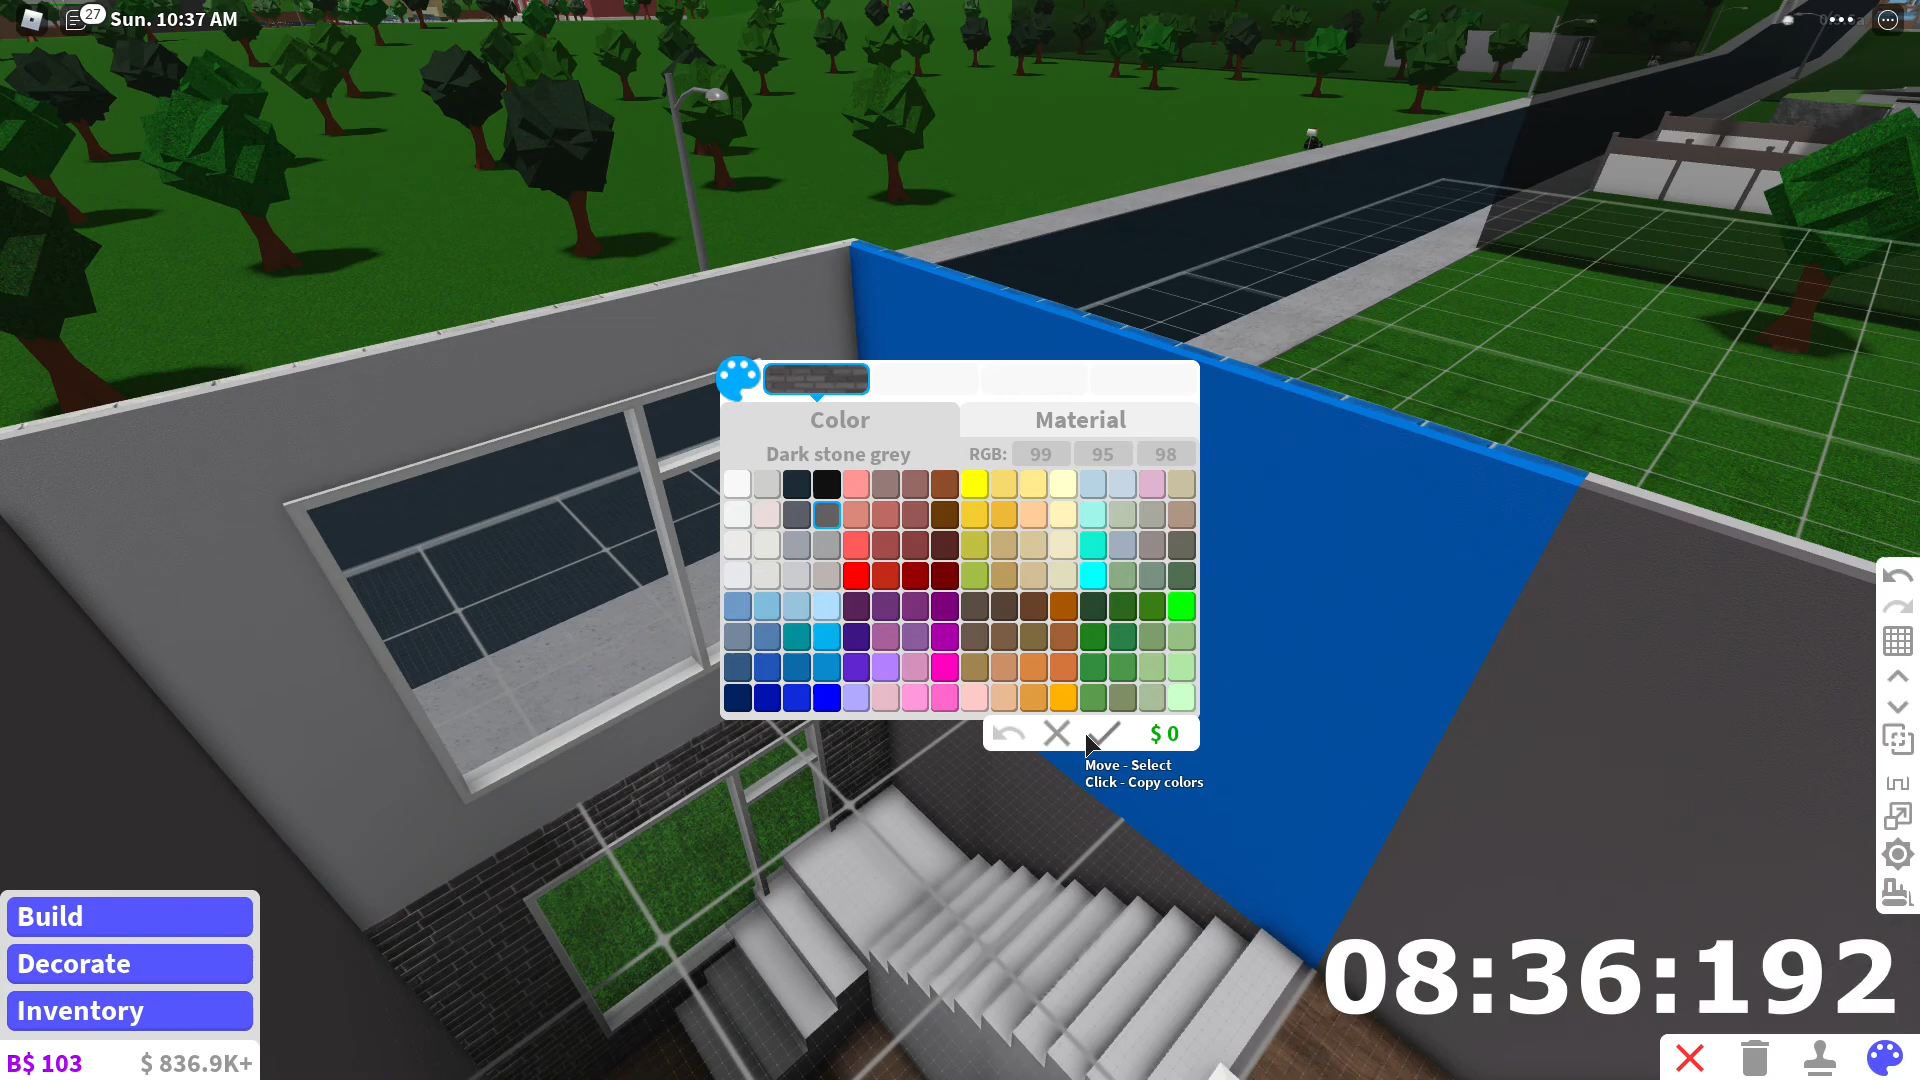 27
Sun. 10:37 AM
Color
Material
Dark stone grey
RGB: 99 95 98
$ 0
Move - Select
Click - Copy colors
Build
Decorate
Inventory
B$ 103
$ 836.9K+
08:36:192